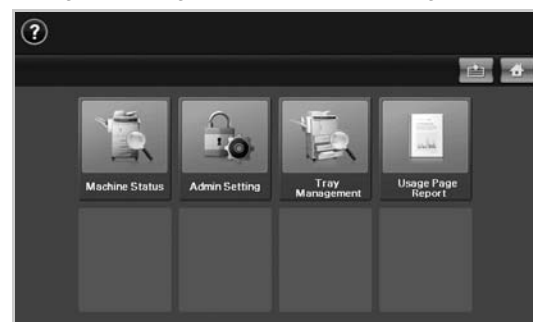 ?
Machine Status
Admin Setting
Tray
Management
Usage Page
Report